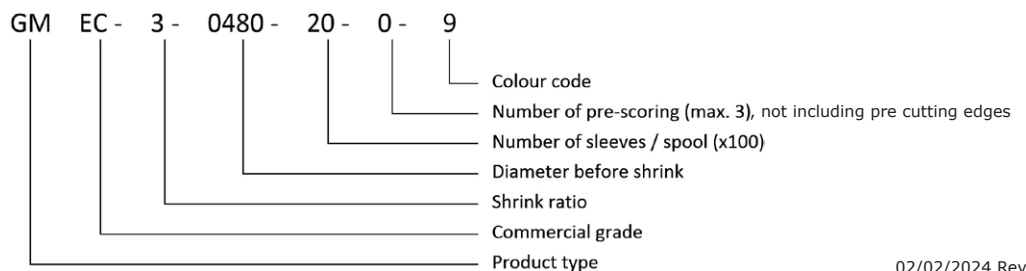 GM EC - 3 - 0480 - 20 - 0 - 9
Colour code
Number of pre-scoring (max. 3), not including pre cutting edges
Number of sleeves / spool (x100)
Diameter before shrink
Shrink ratio
Commercial grade
Product type
02/02/2024 Rev